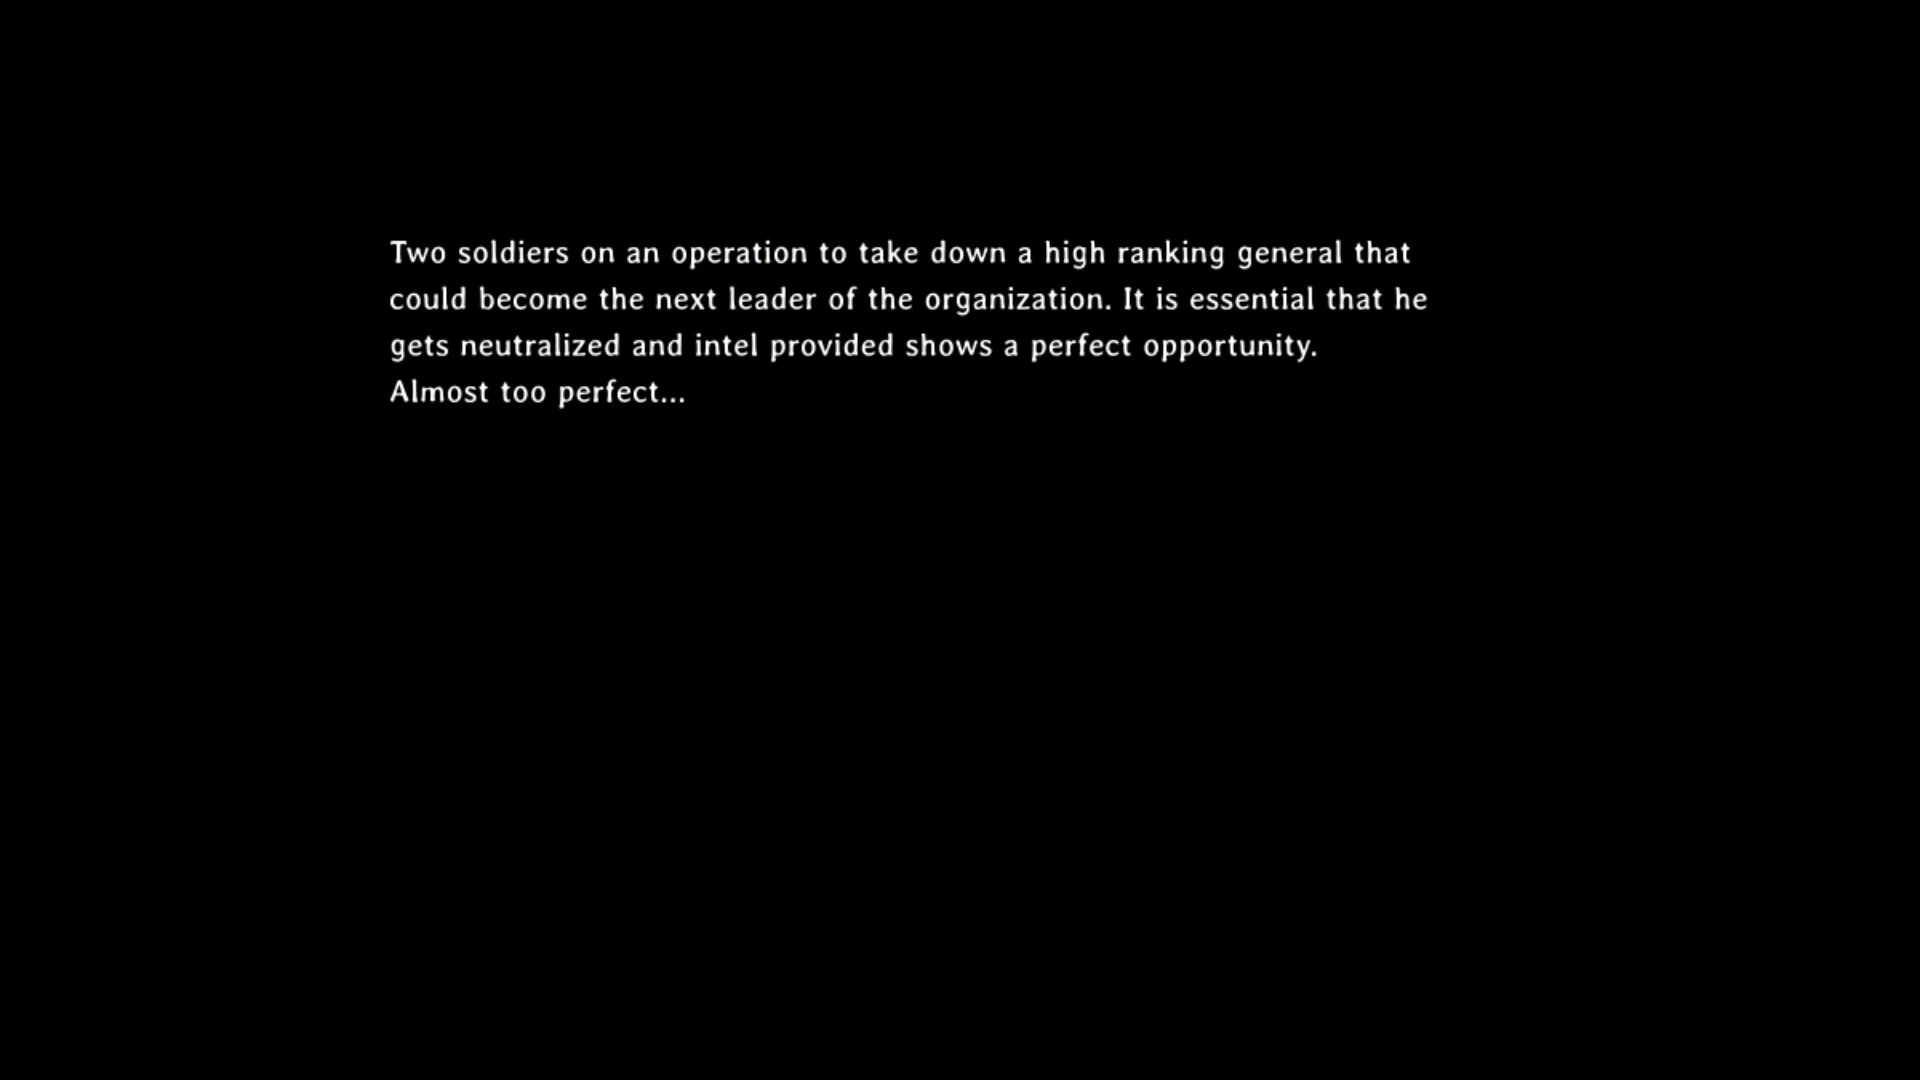 Two soldiers on an operation to take down a high ranking general that
could become the next leader of the organization. It is essential that he
gets neutralized and intel provided shows a perfect opportunity.
Almost too perfect...